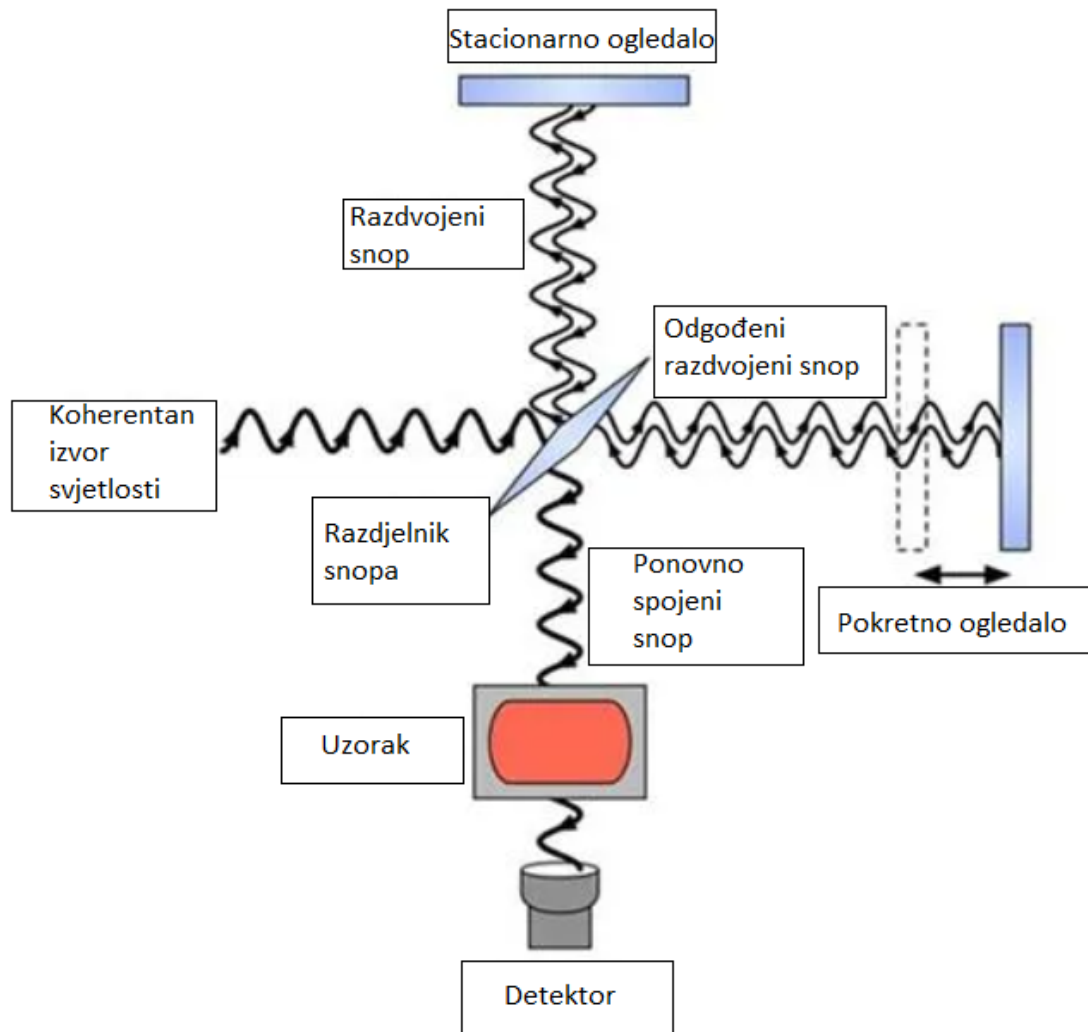 Stacionarno ogledalo
Razdvojeni
snop
Odgođeni
razdvojeni snop
Koherentan
izvor
svjetlosti
Razdjelnik
snopa
Ponovno
spojeni
snop
Pokretno ogledalo
Uzorak
Detektor